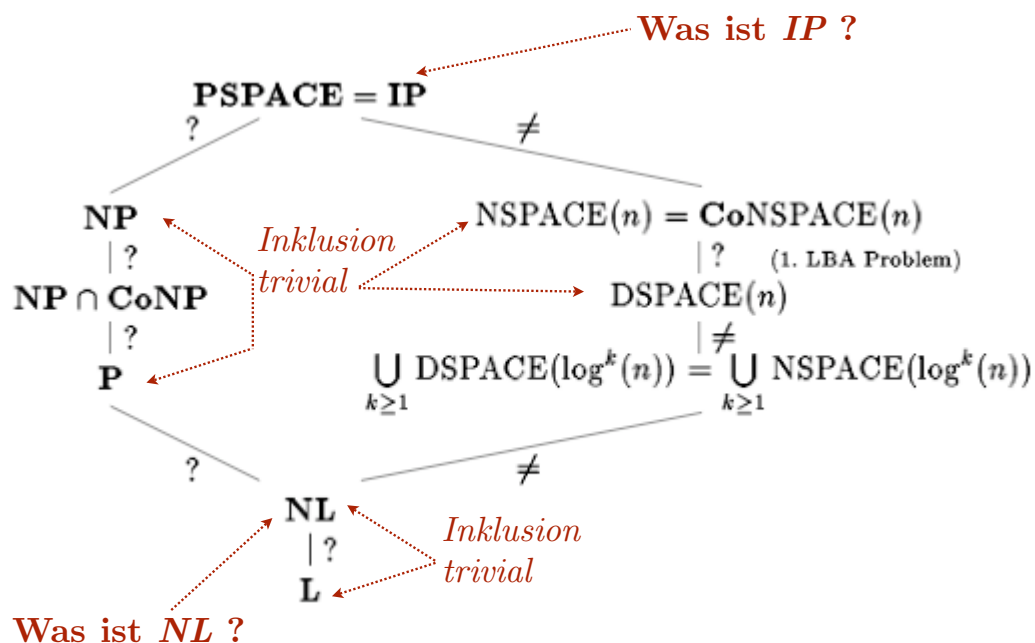 Was ist IP ?
PSPACE = IP
?
≠
NP
NSPACE(n) = CoNSPACE(n)
Inklusion
trivial
?
?
(1. LBA Problem)
NP ∩ CoNP
DSPACE(n)
?
≠
P
⋃ DSPACE(log^k(n)) = ⋃ NSPACE(log^k(n))
k≥1
k≥1
?
≠
NL
Inklusion
trivial
?
L
Was ist NL ?